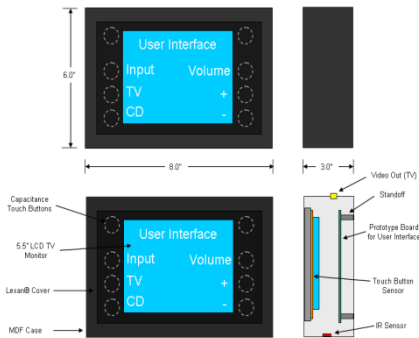 User Interface
Input Volume
TV +
CD -
6.0"
8.0"
3.0"
Video Out (TV)
Capacitance
Touch Buttons
Standoff
5.5" LCD TV
Monitor
User Interface
Input Volume
TV +
CD -
Prototype Board
for User Interface
Lexan® Cover
Touch Button
Sensor
MDF Case
IR Sensor